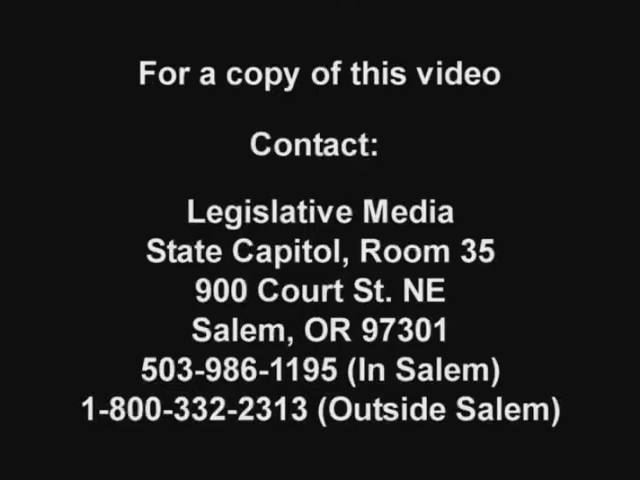 For a copy of this video
Contact:
Legislative Media
State Capitol, Room 35
900 Court St. NE
Salem, OR 97301
503-986-1195 (In Salem)
1-800-332-2313 (Outside Salem)